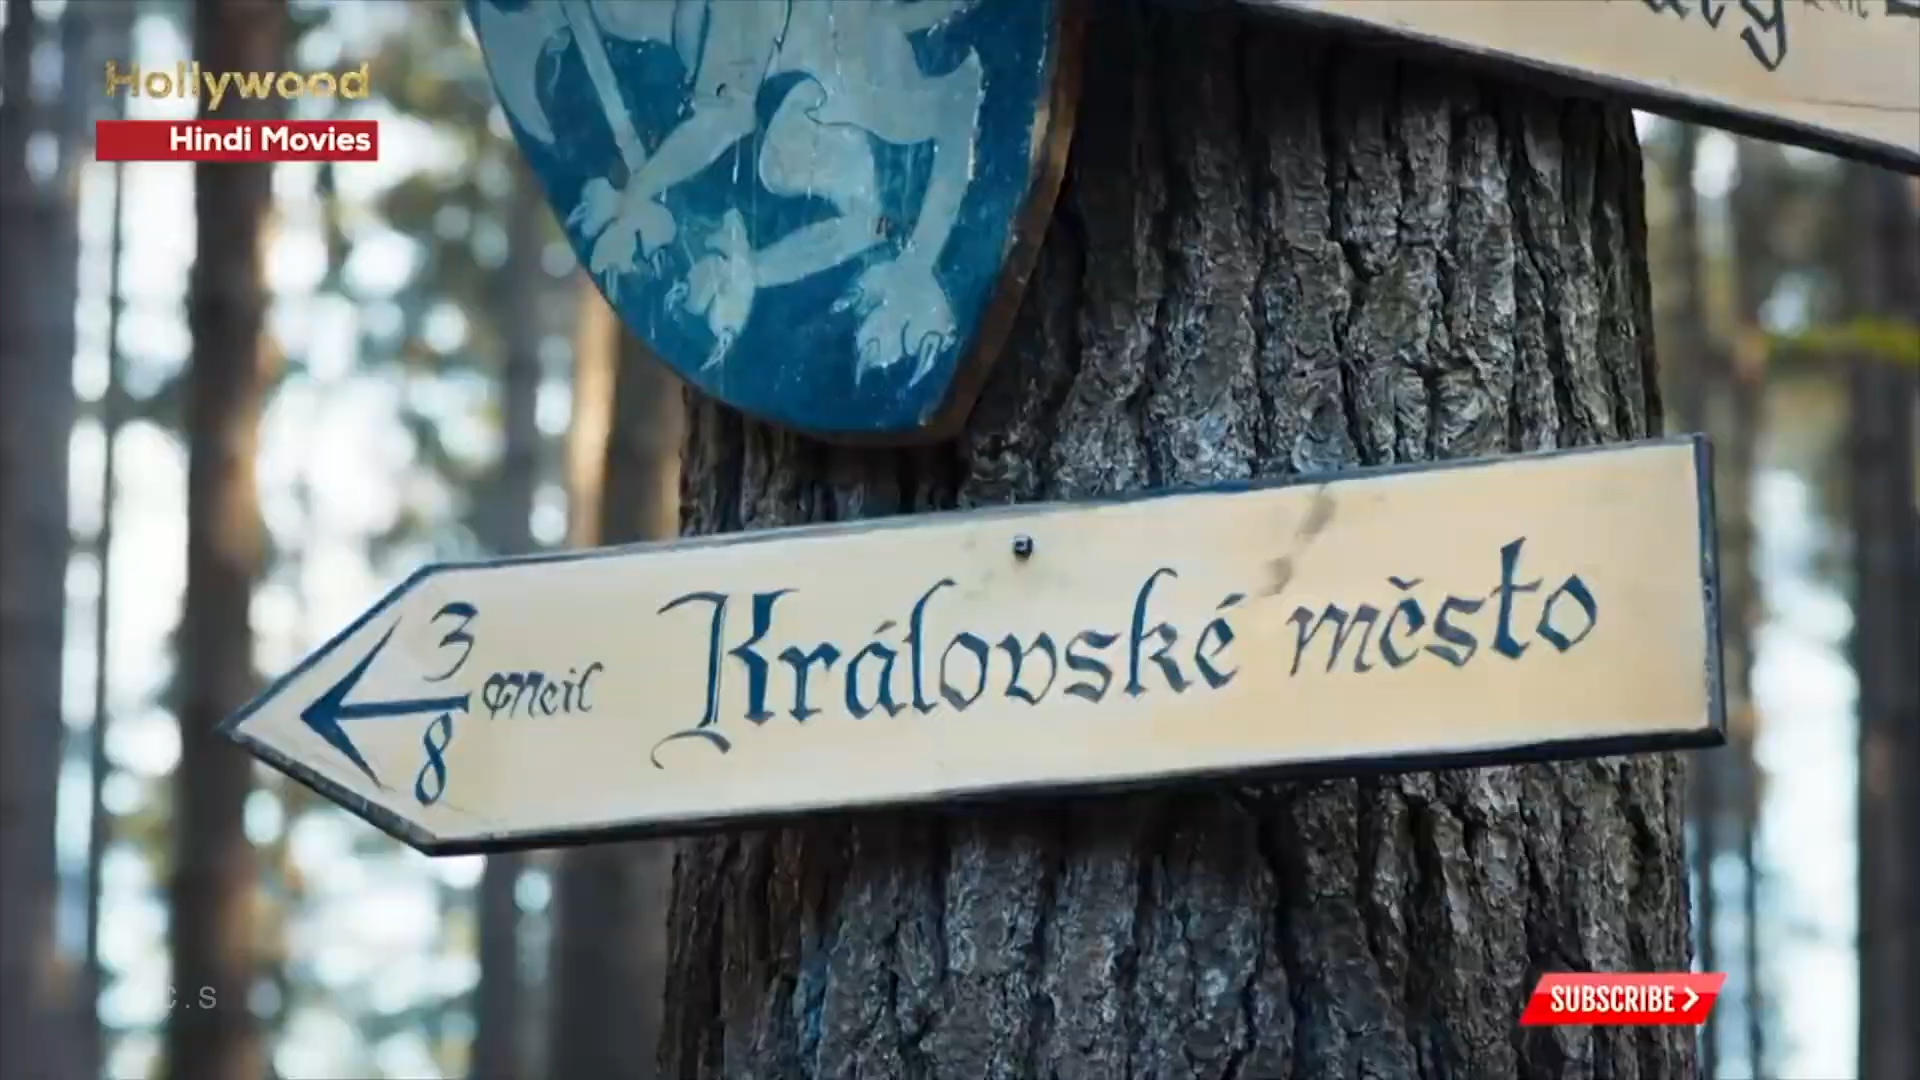 Hollywood
Hindi Movies
3
8 Meil
Královské město
C.S
SUBSCRIBE >